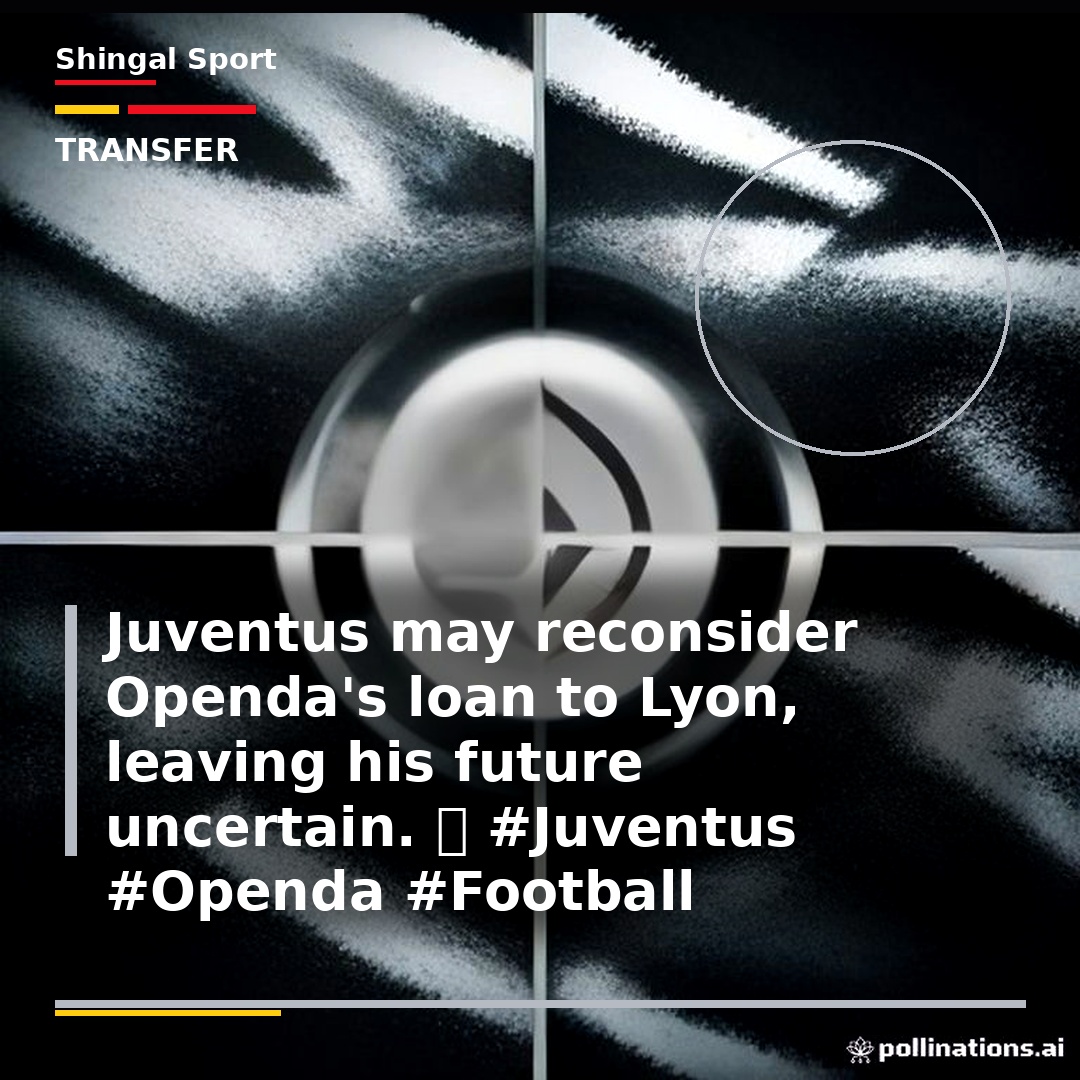 Shingal Sport
TRANSFER
Juventus may reconsider
Openda's loan to Lyon,
leaving his future
uncertain. #Juventus
#Openda #Football
pollinations.ai